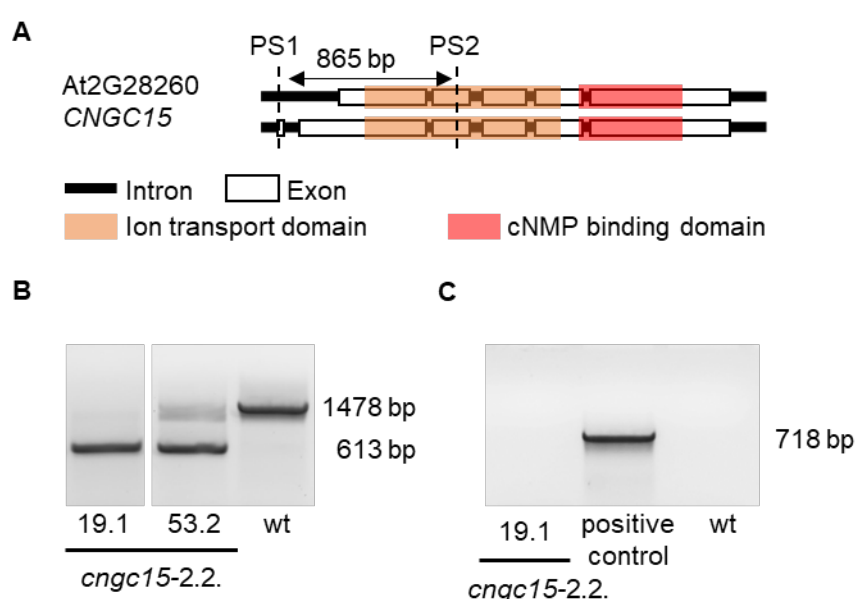 A
PS1
PS2
865 bp
At2G28260
CNGC15
Intron
Exon
Ion transport domain
cNMP binding domain
B
C
1478 bp
613 bp
718 bp
19.1
53.2
wt
cngc15-2.2.
19.1
positive
control
wt
cngc15-2.2.